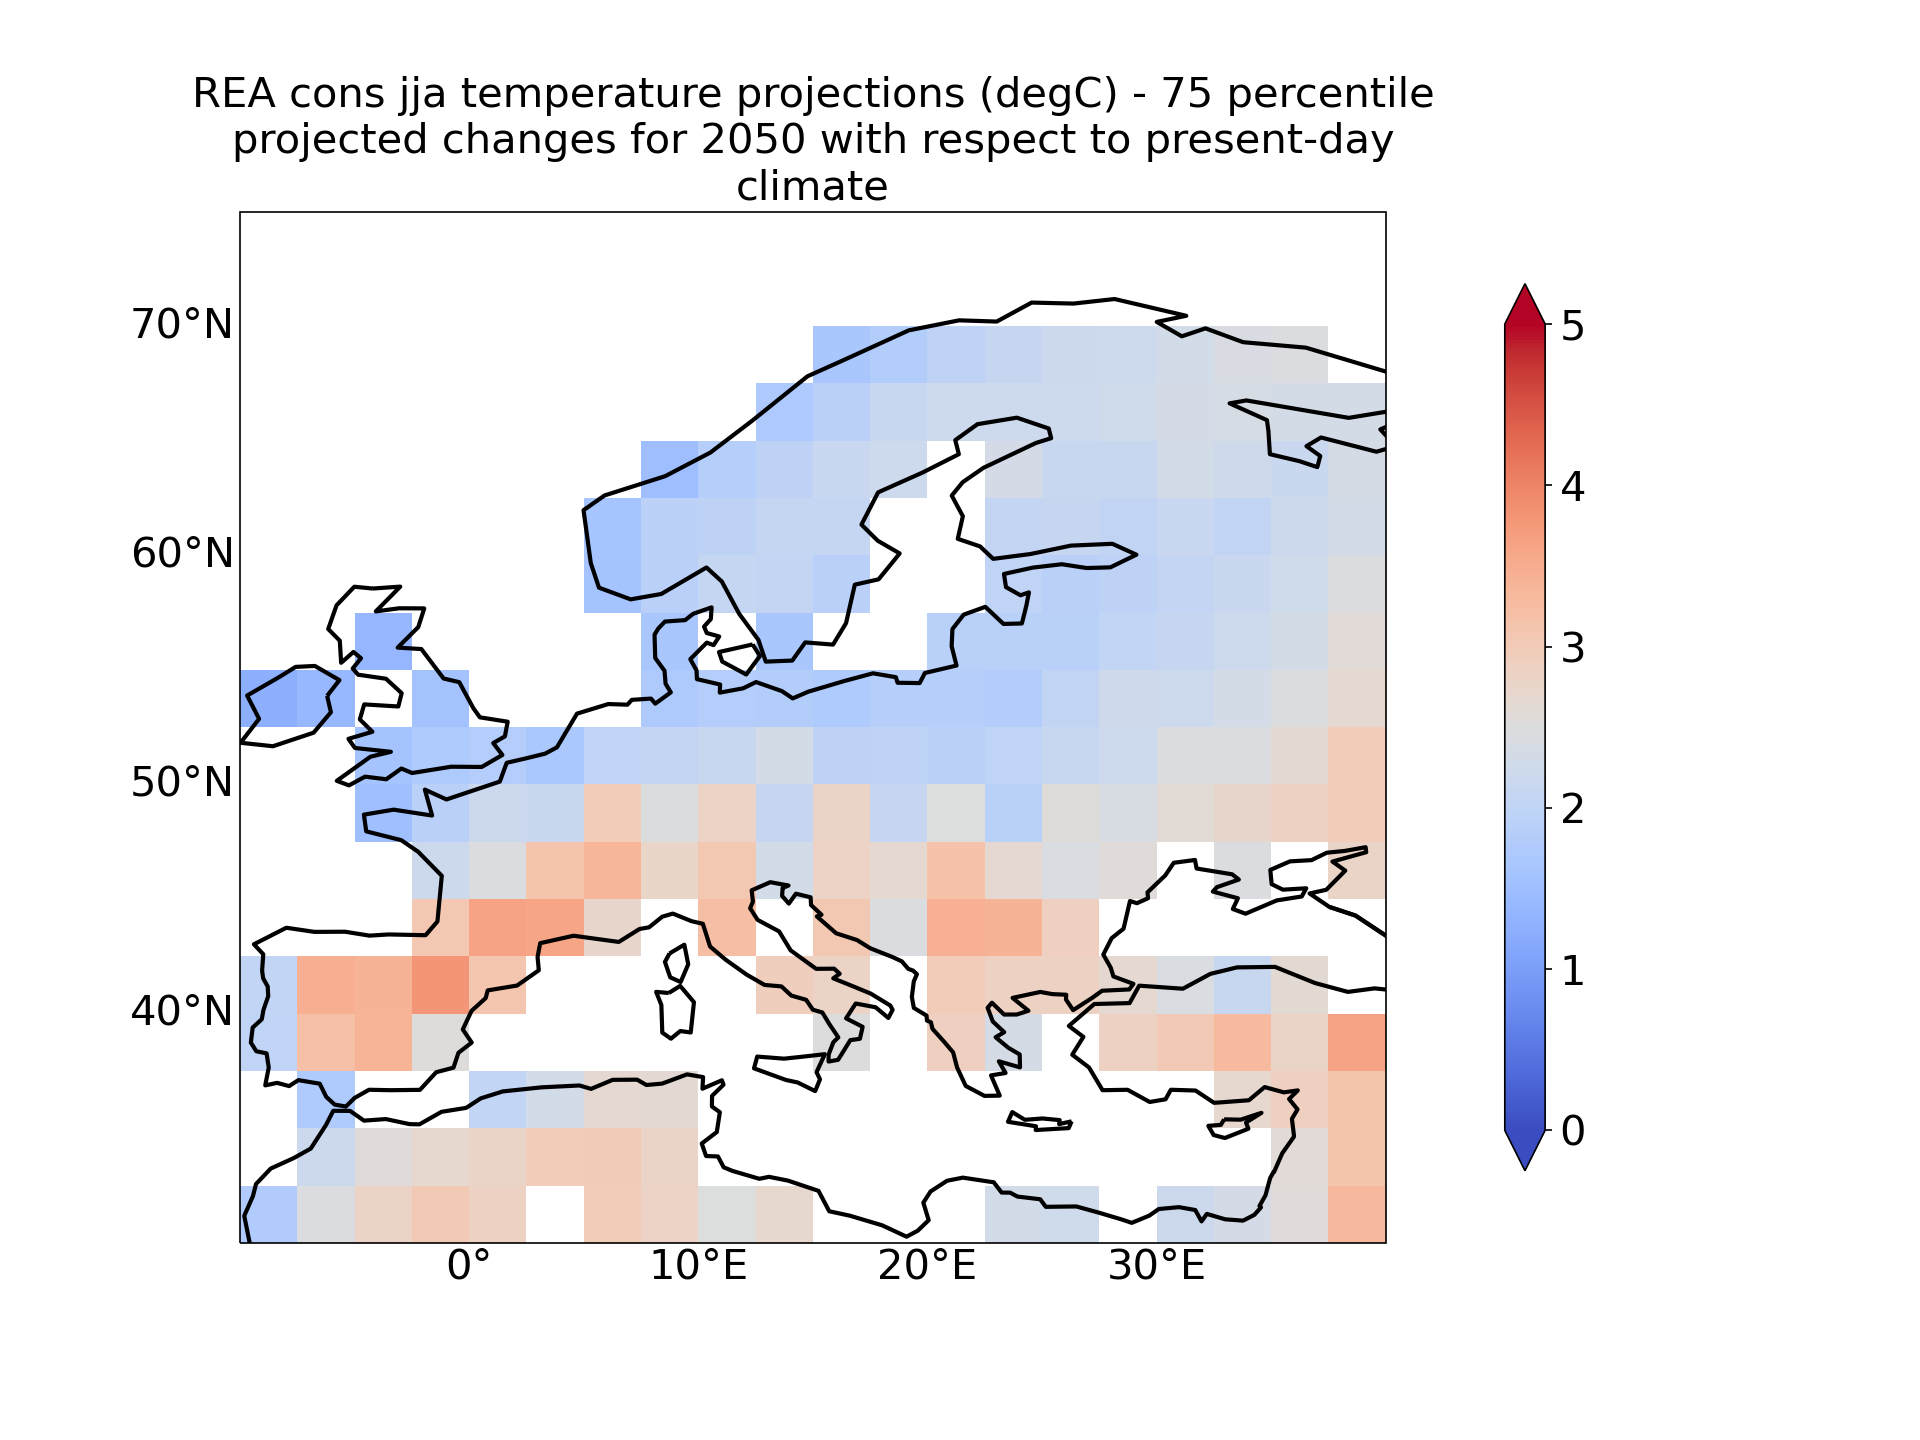 REA cons jja temperature projections (degC) - 75 percentile
projected changes for 2050 with respect to present-day
climate
70°N
60°N
50°N
40°N
0°
10°E
20°E
30°E
5
4
3
2
1
0